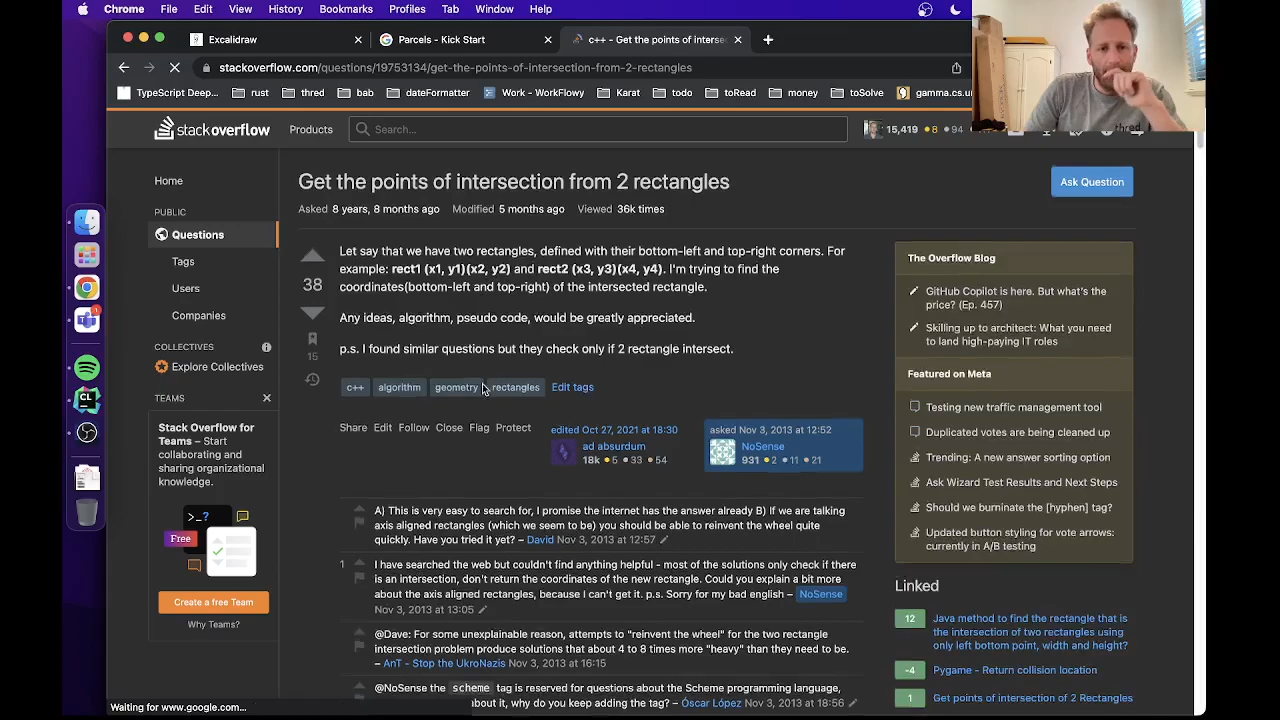 Chrome File Edit View History Bookmarks Profiles Tab Window Help
Excalidraw
Parcels - Kick Start
c++ - Get the points of interse
stackoverflow.com/questions/19753134/get-the-points-of-intersection-from-2-rectangles
TypeScript Deep... rust thred bab dateFormatter Work - WorkFlowy Karat todo toRead money toSolve gamma.cs.un
stackoverflow Products Search... 15,419 8 94
Home
PUBLIC
Questions
Tags
Users
Companies
COLLECTIVES
Explore Collectives
TEAMS
Stack Overflow for
Teams – Start
collaborating and
sharing organizational
knowledge.
>_?
Free
Create a free Team
Why Teams?
Get the points of intersection from 2 rectangles
Ask Question
Asked 8 years, 8 months ago Modified 5 months ago Viewed 36k times
38
15
Let say that we have two rectangles, defined with their bottom-left and top-right corners. For
example: rect1 (x1, y1)(x2, y2) and rect2 (x3, y3)(x4, y4). I'm trying to find the
coordinates(bottom-left and top-right) of the intersected rectangle.
Any ideas, algorithm, pseudo code, would be greatly appreciated.
p.s. I found similar questions but they check only if 2 rectangle intersect.
c++ algorithm geometry rectangles Edit tags
Share Edit Follow Close Flag Protect
edited Oct 27, 2021 at 18:30
ad absurdum
18k 5 33 54
asked Nov 3, 2013 at 12:52
NoSense
931 2 11 21
A) This is very easy to search for, I promise the internet has the answer already B) If we are talking
axis aligned rectangles (which we seem to be) you should be able to reinvent the wheel quite
quickly. Have you tried it yet? – David Nov 3, 2013 at 12:57
1 I have searched the web but couldn't find anything helpful - most of the solutions only check if there
is an intersection, don't return the coordinates of the new rectangle. Could you explain a bit more
about the axis aligned rectangles, because I can't get it. p.s. Sorry for my bad english – NoSense
Nov 3, 2013 at 13:05
@Dave: For some unexplainable reason, attempts to "reinvent the wheel" for the two rectangle
intersection problem produce solutions that about 4 to 8 times more "heavy" than they need to be.
– AnT - Stop the UkroNazis Nov 3, 2013 at 16:15
@NoSense the scheme tag is reserved for questions about the Scheme programming language,
about it, why do you keep adding the tag? – Óscar López Nov 3, 2013 at 18:56
The Overflow Blog
GitHub Copilot is here. But what's the
price? (Ep. 457)
Skilling up to architect: What you need
to land high-paying IT roles
Featured on Meta
Testing new traffic management tool
Duplicated votes are being cleaned up
Trending: A new answer sorting option
Ask Wizard Test Results and Next Steps
Should we burninate the [hyphen] tag?
Updated button styling for vote arrows:
currently in A/B testing
Linked
12 Java method to find the rectangle that is
the intersection of two rectangles using
only left bottom point, width and height?
-4 Pygame - Return collision location
1 Get points of intersection of 2 Rectangles
Waiting for www.google.com...
thred
1
CL